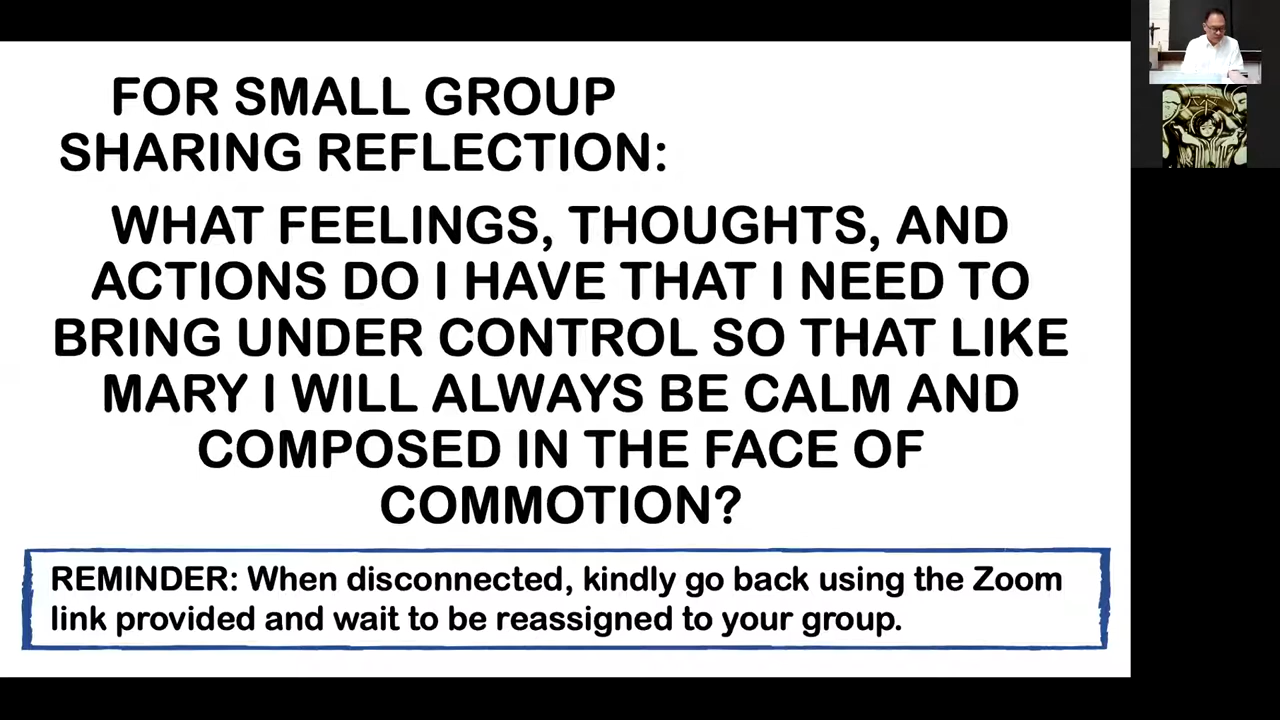 FOR SMALL GROUP
SHARING REFLECTION:
WHAT FEELINGS, THOUGHTS, AND
ACTIONS DO I HAVE THAT I NEED TO
BRING UNDER CONTROL SO THAT LIKE
MARY I WILL ALWAYS BE CALM AND
COMPOSED IN THE FACE OF
COMMOTION?
REMINDER: When disconnected, kindly go back using the Zoom
link provided and wait to be reassigned to your group.